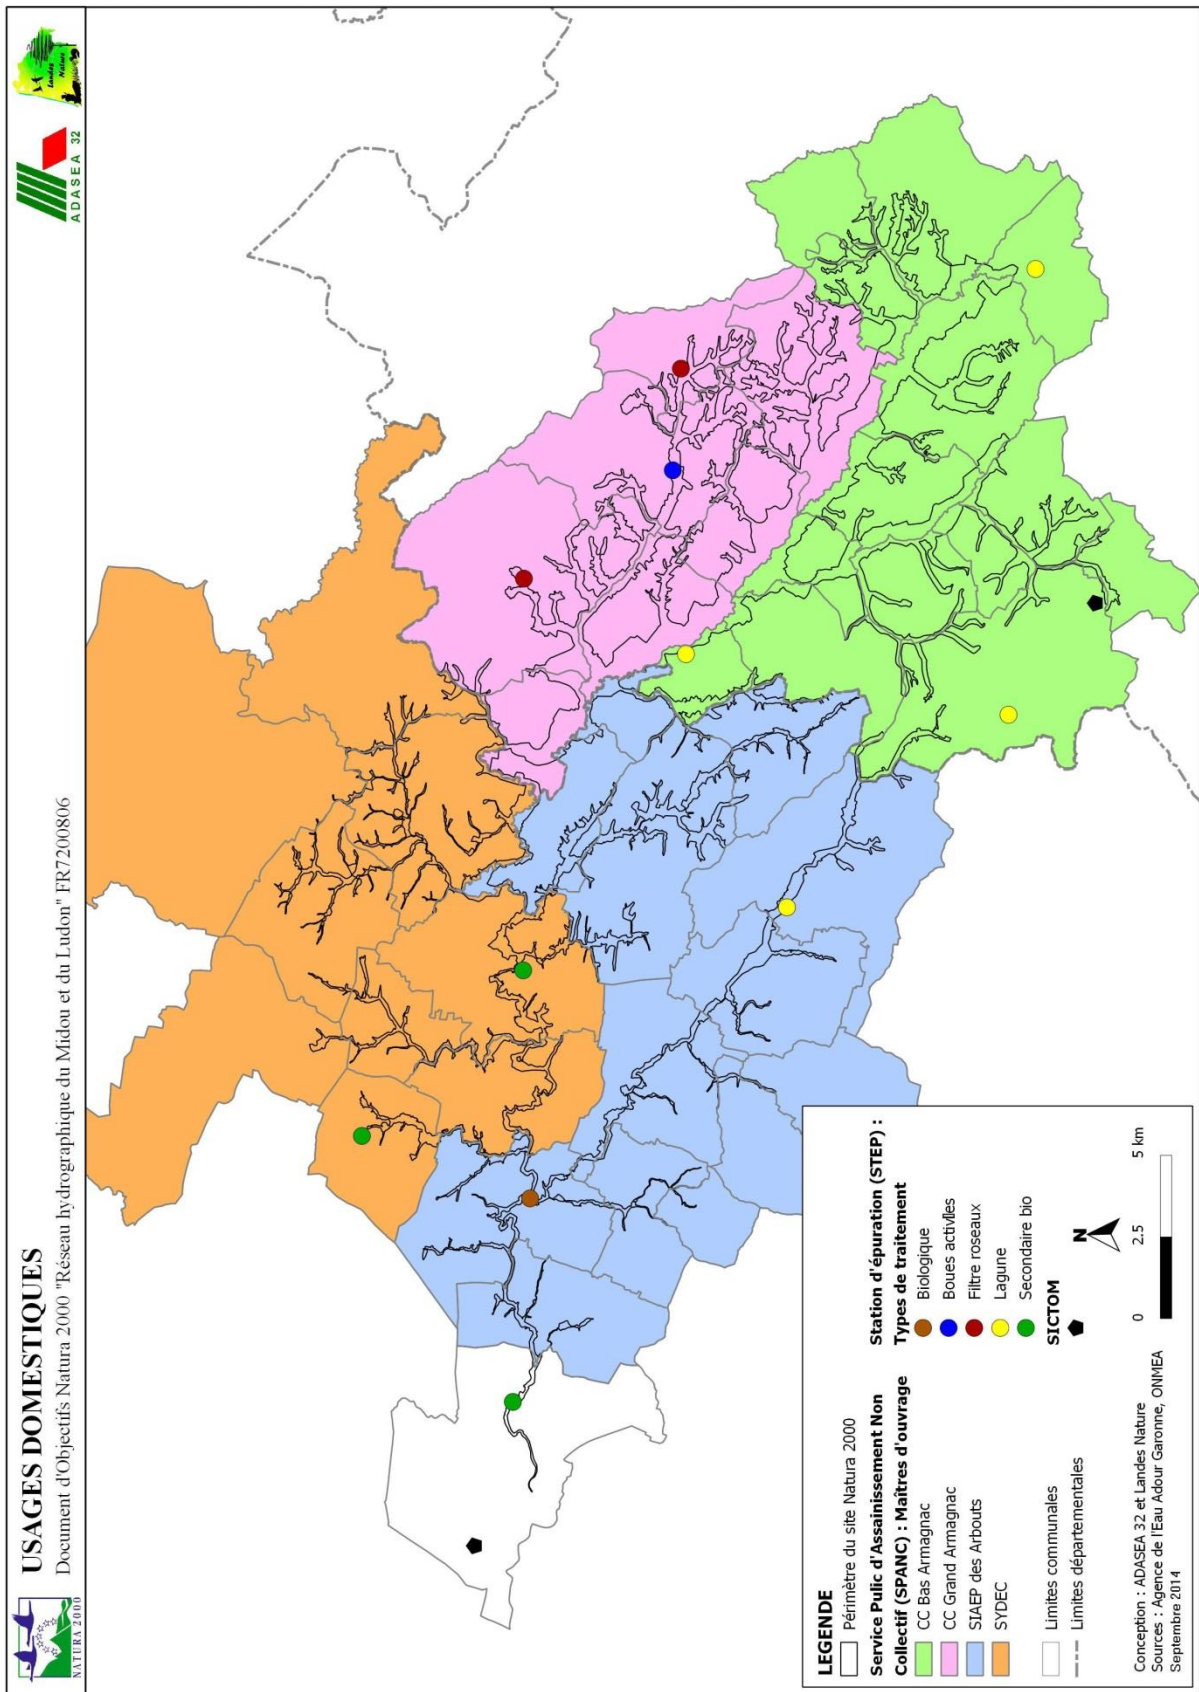 USAGES DOMESTIQUES
Document d'Objectifs Natura 2000 "Réseau hydrographique du Midou et du Ludon" FR7200806
NATURA 2000
ADASEA 32
Landes
Nature
LEGENDE
Périmètre du site Natura 2000
Service Pulic d'Assainissement Non
Collectif (SPANC) : Maîtres d'ouvrage
CC Bas Armagnac
CC Grand Armagnac
SIAEP des Arbouts
SYDEC
Limites communales
Limites départementales
Station d'épuration (STEP) :
Types de traitement
Biologique
Boues activiles
Filtre roseaux
Lagune
Secondaire bio
SICTOM
N
0 2.5 5 km
Conception : ADASEA 32 et Landes Nature
Sources : Agence de l'Eau Adour Garonne, ONMEA
Septembre 2014